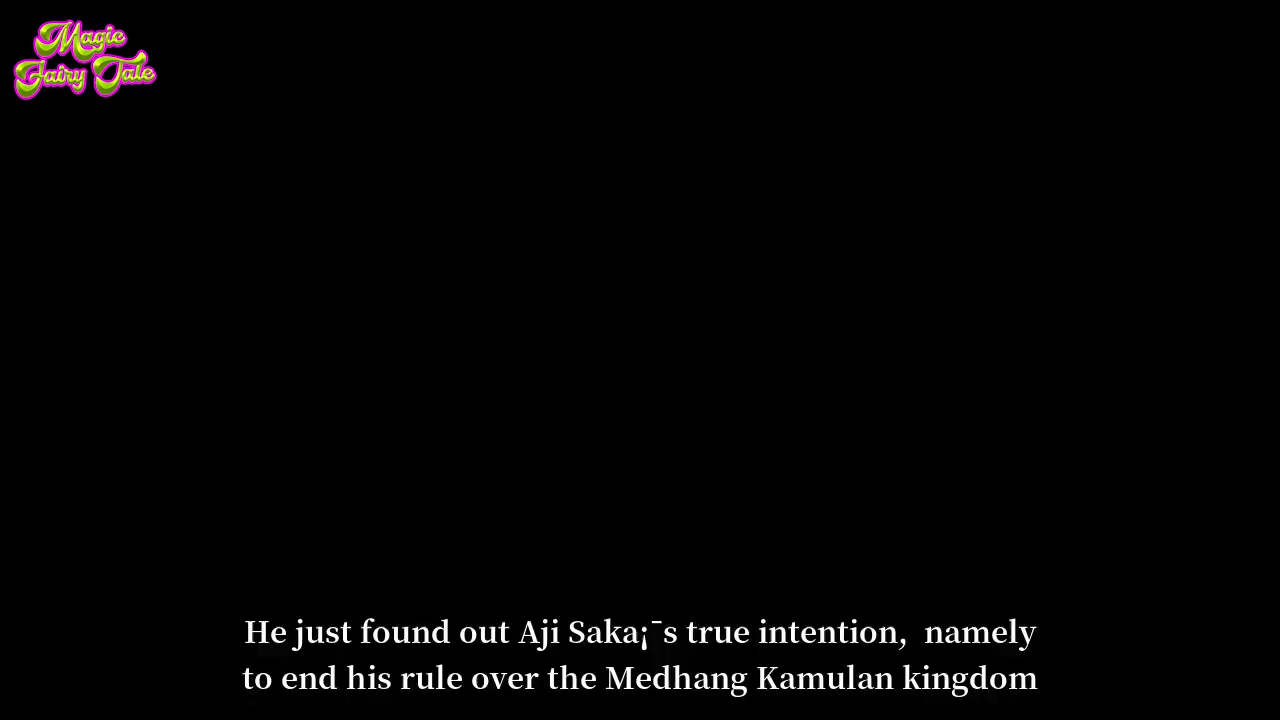 Magic
Fairy Tale
He just found out Aji Saka¡¯s true intention, namely
to end his rule over the Medhang Kamulan kingdom